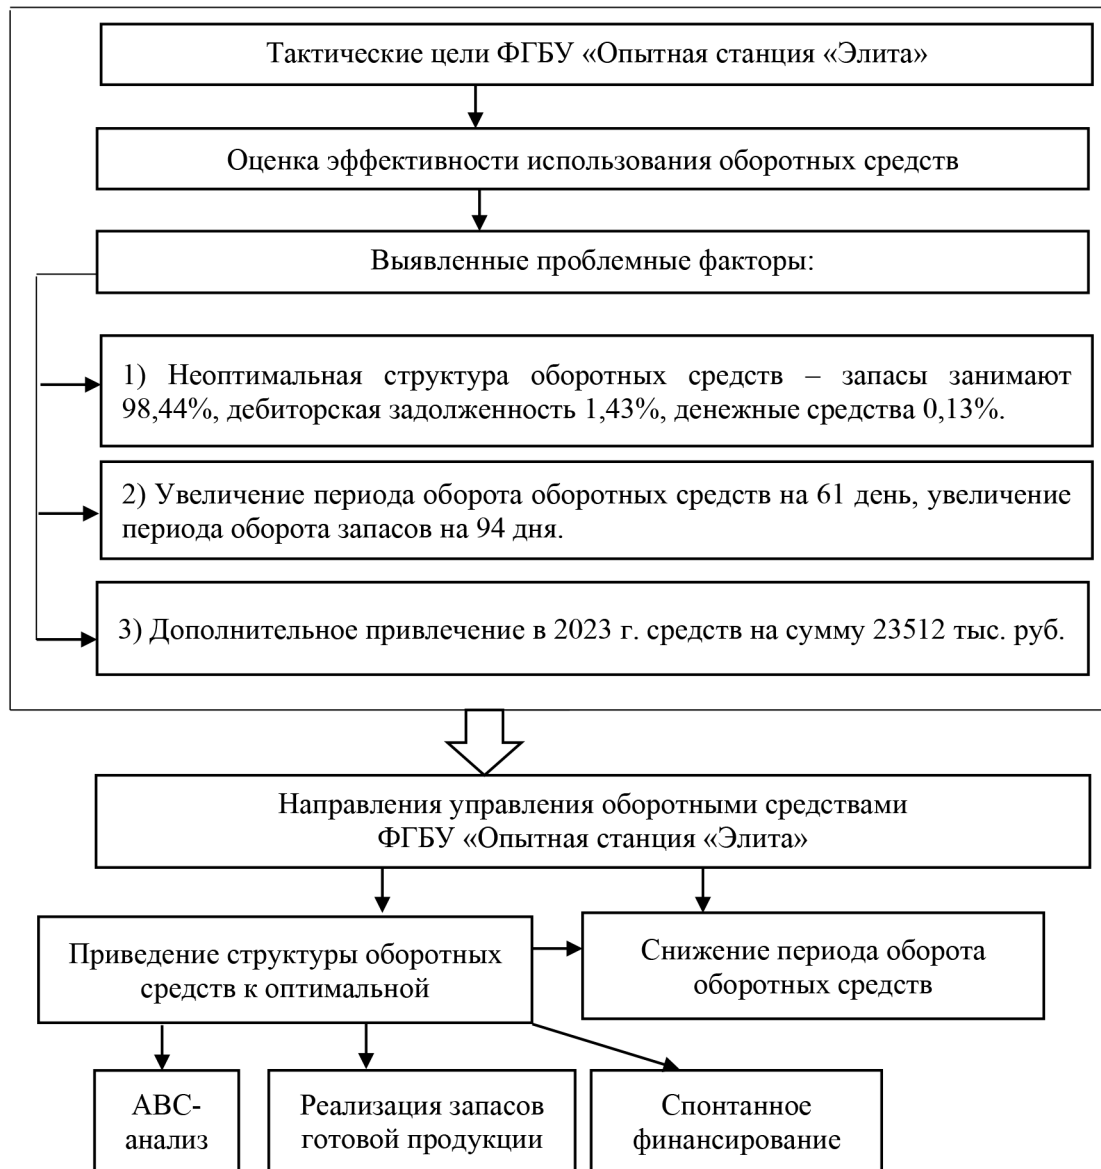 Тактические цели ФГБУ «Опытная станция «Элита»
Оценка эффективности использования оборотных средств
Выявленные проблемные факторы:
1) Неоптимальная структура оборотных средств – запасы занимают
98,44%, дебиторская задолженность 1,43%, денежные средства 0,13%.
2) Увеличение периода оборота оборотных средств на 61 день, увеличение
периода оборота запасов на 94 дня.
3) Дополнительное привлечение в 2023 г. средств на сумму 23512 тыс. руб.
Направления управления оборотными средствами
ФГБУ «Опытная станция «Элита»
Приведение структуры оборотных
средств к оптимальной
Снижение периода оборота
оборотных средств
АВС-
анализ
Реализация запасов
готовой продукции
Спонтанное
финансирование